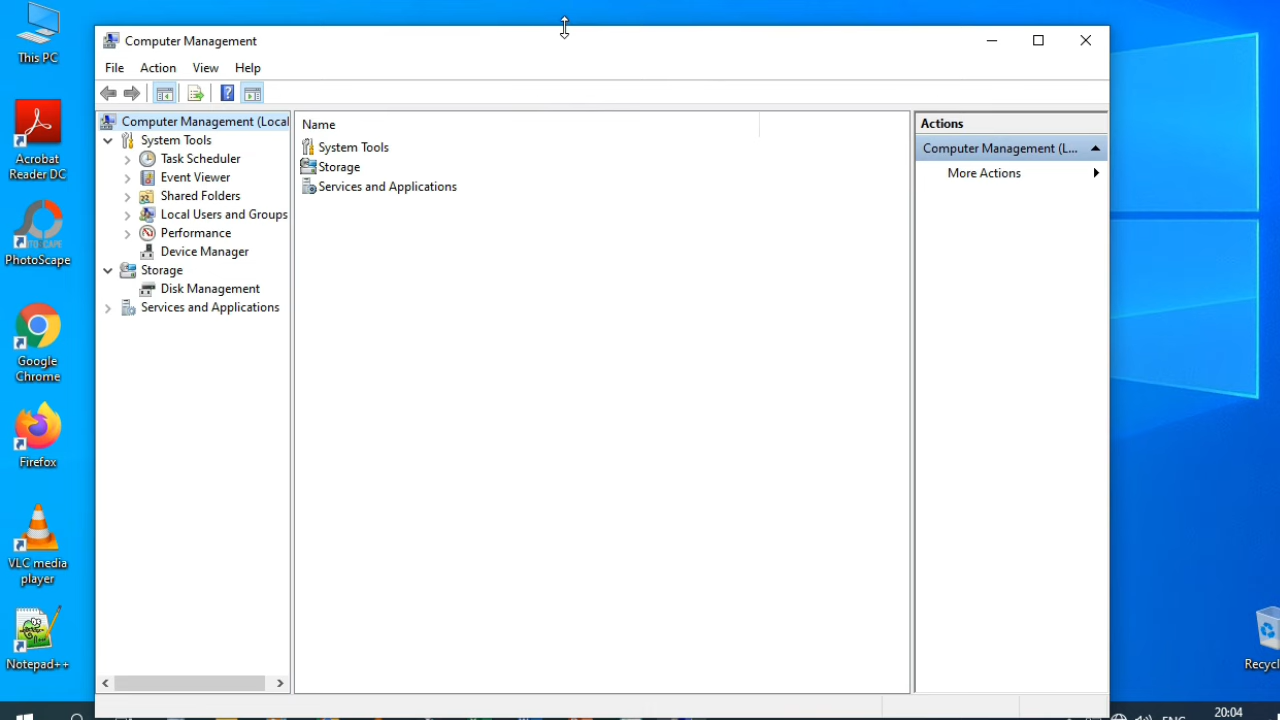 This PC
Acrobat
Reader DC
PhotoScape
Google
Chrome
Firefox
VLC media
player
Notepad++
Computer Management
File Action View Help
Computer Management (Local
System Tools
Task Scheduler
Event Viewer
Shared Folders
Local Users and Groups
Performance
Device Manager
Storage
Disk Management
Services and Applications
Name
System Tools
Storage
Services and Applications
Actions
Computer Management (L...
More Actions
Recycl
ENG
20:04